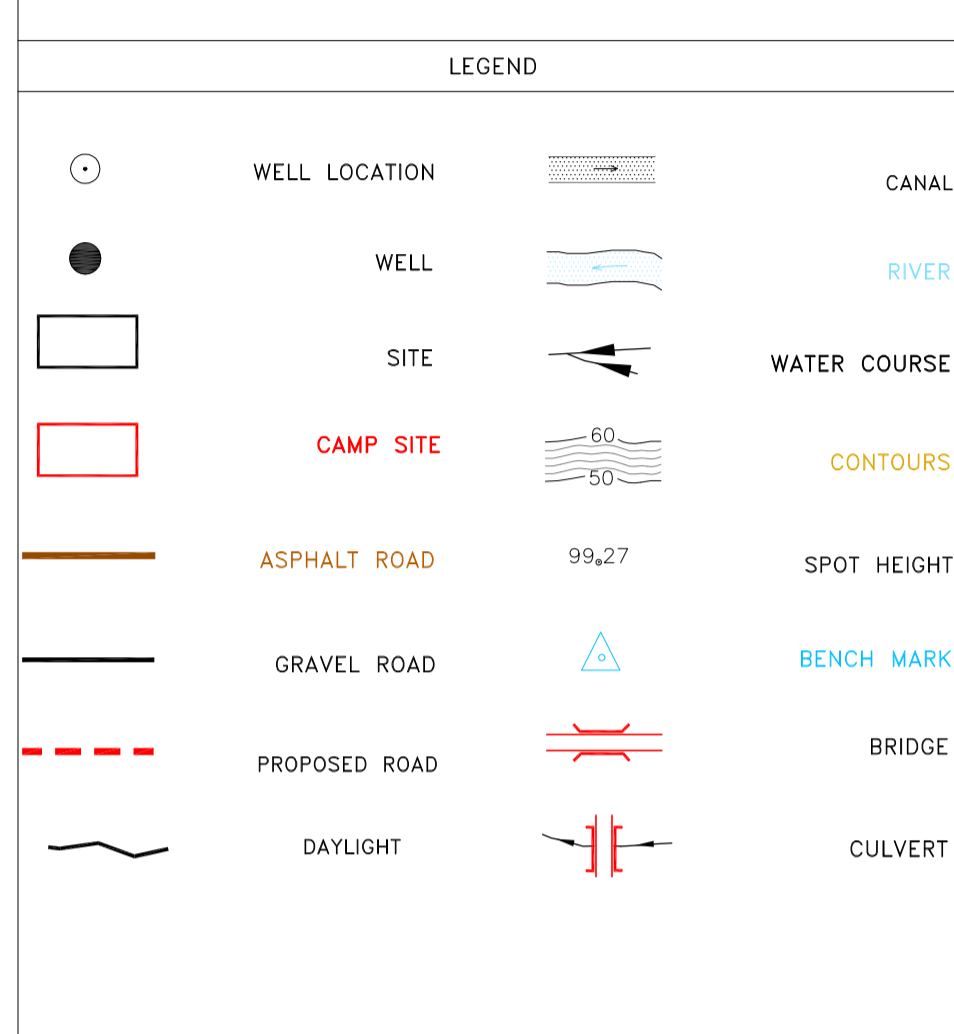 LEGEND
WELL LOCATION
CANAL
WELL
RIVER
SITE
WATER COURSE
CAMP SITE
60
50
CONTOURS
ASPHALT ROAD
99.27
SPOT HEIGHT
GRAVEL ROAD
BENCH MARK
PROPOSED ROAD
BRIDGE
DAYLIGHT
CULVERT